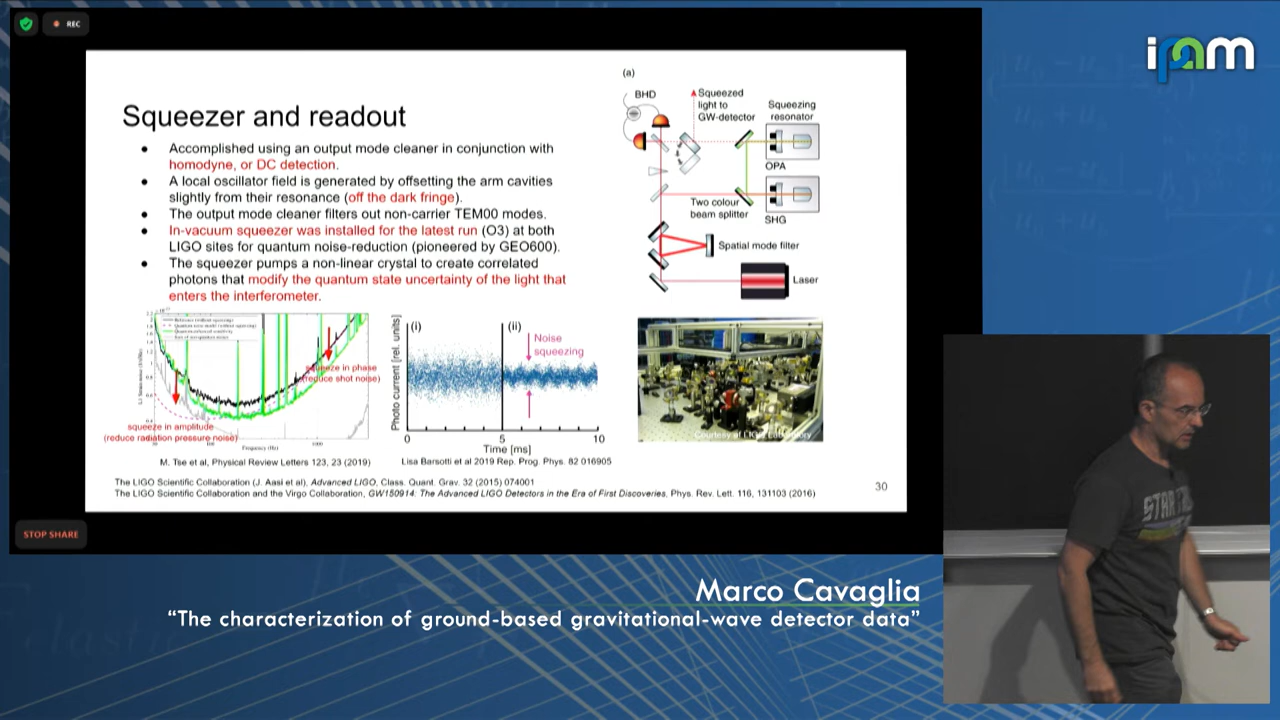 REC
ipam
(a)
BHD
Squeezed
light to
GW-detector
Squeezing
resonator
OPA
Two colour
beam splitter
SHG
Spatial mode filter
Laser
Squeezer and readout
Accomplished using an output mode cleaner in conjunction with
homodyne, or DC detection.
A local oscillator field is generated by offsetting the arm cavities
slightly from their resonance (off the dark fringe).
The output mode cleaner filters out non-carrier TEM00 modes.
In-vacuum squeezer was installed for the latest run (O3) at both
LIGO sites for quantum noise-reduction (pioneered by GEO600).
The squeezer pumps a non-linear crystal to create correlated
photons that modify the quantum state uncertainty of the light that
enters the interferometer.
squeeze in phase
(reduce shot noise)
squeeze in amplitude
(reduce radiation pressure noise)
Frequency (Hz)
M. Tse et al, Physical Review Letters 123, 23 (2019)
Photo current [rel. units]
(i)
(ii)
Noise
squeezing
0
5
10
Time [ms]
Lisa Barsotti et al 2019 Rep. Prog. Phys. 82 016905
Courtesy of LIGO Laboratory
The LIGO Scientific Collaboration (J. Aasi et al), Advanced LIGO, Class. Quant. Grav. 32 (2015) 074001
The LIGO Scientific Collaboration and the Virgo Collaboration, GW150914: The Advanced LIGO Detectors in the Era of First Discoveries, Phys. Rev. Lett. 116, 131103 (2016)
30
STOP SHARE
Marco Cavaglia
“The characterization of ground-based gravitational-wave detector data”